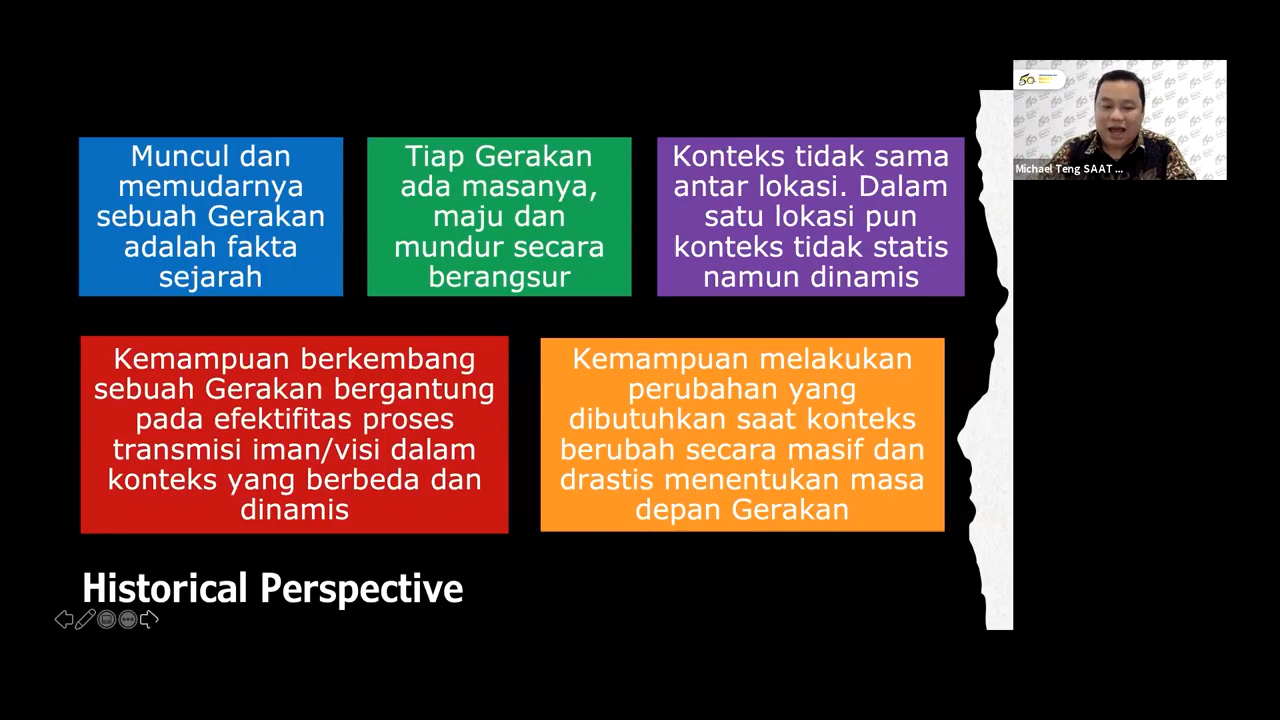 Muncul dan
memudarnya
sebuah Gerakan
adalah fakta
sejarah
Tiap Gerakan
ada masanya,
maju dan
mundur secara
berangsur
Konteks tidak sama
antar lokasi. Dalam
satu lokasi pun
konteks tidak statis
namun dinamis
Kemampuan berkembang
sebuah Gerakan bergantung
pada efektifitas proses
transmisi iman/visi dalam
konteks yang berbeda dan
dinamis
Kemampuan melakukan
perubahan yang
dibutuhkan saat konteks
berubah secara masif dan
drastis menentukan masa
depan Gerakan
Historical Perspective
50
Michael Teng SAAT ...